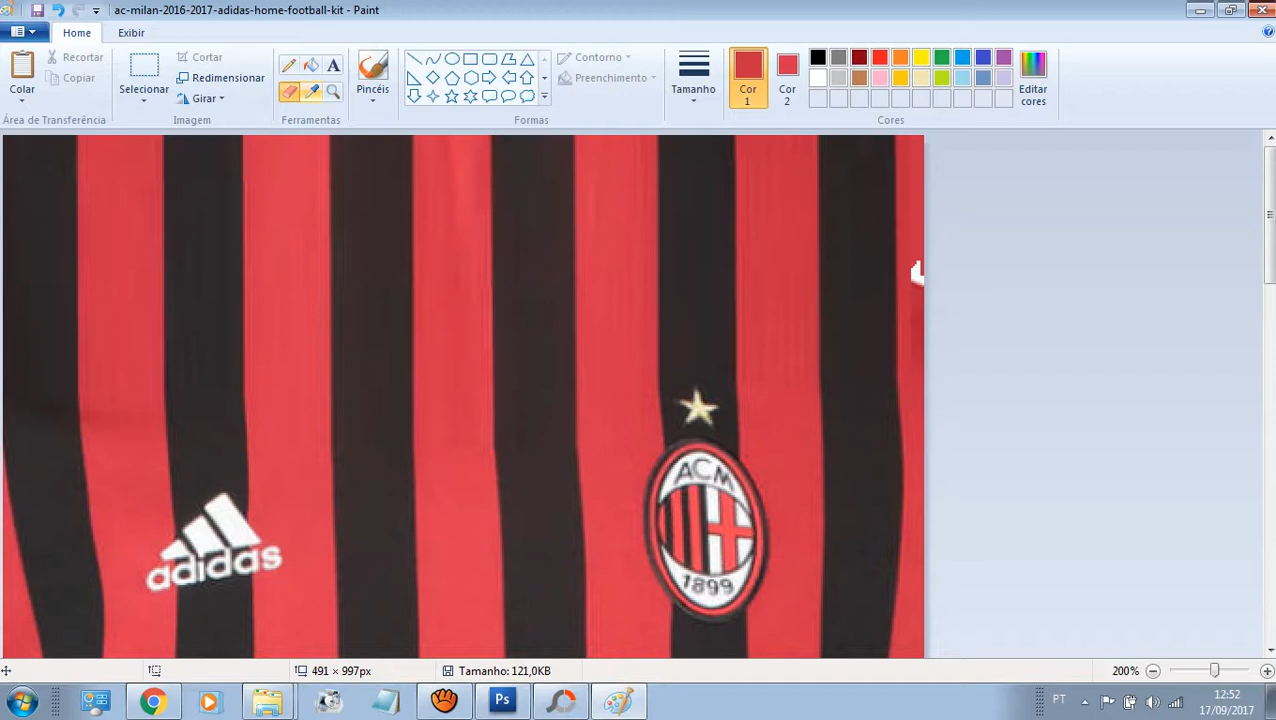 ac-milan-2016-2017-adidas-home-football-kit - Paint
Home
Exibir
Colar
Recortar
Copiar
Área de Transferência
Selecionar
Cortar
Redimensionar
Girar
Imagem
A
Ferramentas
Pincéis
Contorno
Preenchimento
Formas
Tamanho
Cor
1
Cor
2
Editar
cores
Cores
ACM
1899
adidas
491 × 997px
Tamanho: 121,0KB
200%
Ps
PT
12:52
17/09/2017